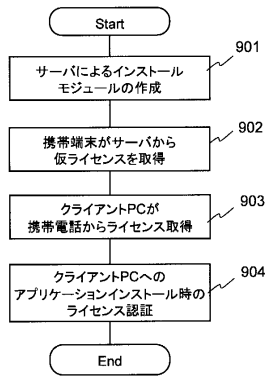 Start
901
サーバによるインストール
モジュールの作成
902
携帯端末がサーバから
仮ライセンスを取得
903
クライアントPCが
携帯電話からライセンス取得
904
クライアントPCへの
アプリケーションインストール時の
ライセンス認証
End